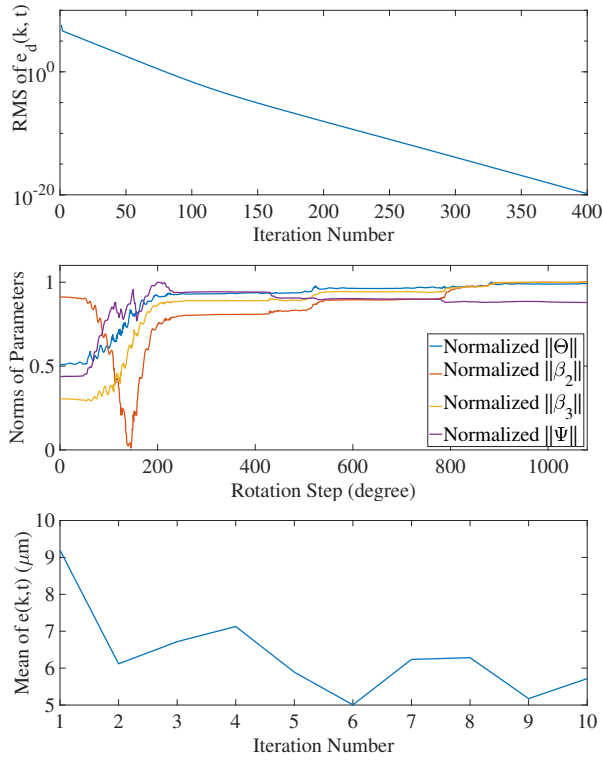 RMS of e_d(k, t)
10^0
10^-20
0 50 100 150 200 250 300 350 400
Iteration Number
Norms of Parameters
1
0.5
0
Normalized ||Θ||
Normalized ||β_2||
Normalized ||β_3||
Normalized ||Ψ||
0 200 400 600 800 1000
Rotation Step (degree)
Mean of e(k,t) (μm)
10
9
8
7
6
5
1 2 3 4 5 6 7 8 9 10
Iteration Number